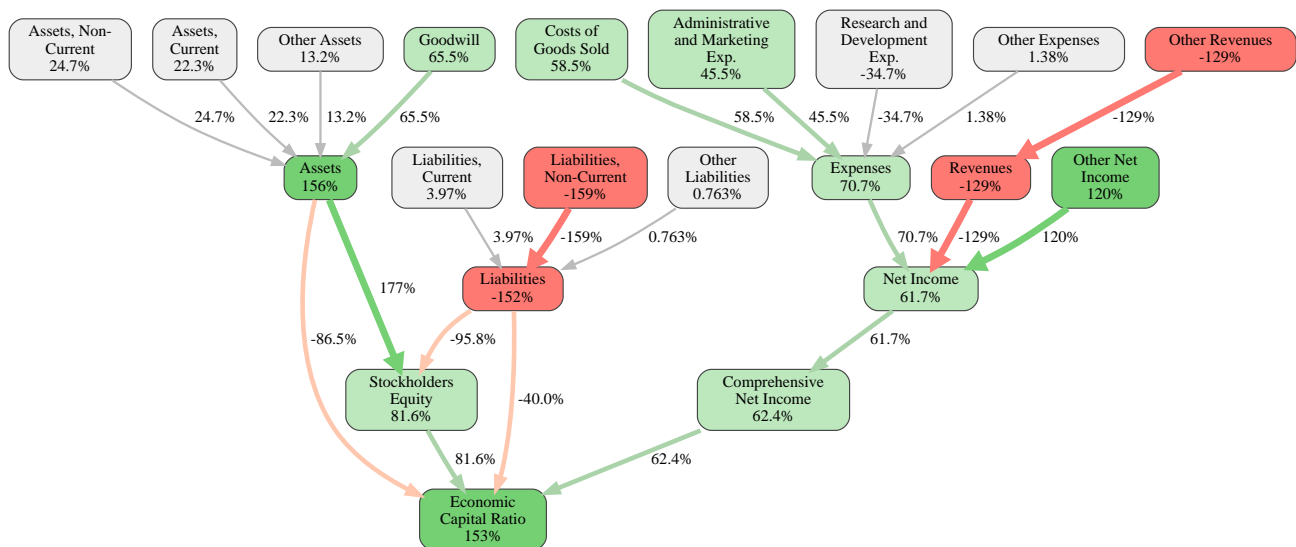 Assets, Non-
Current
24.7%
Assets,
Current
22.3%
Other Assets
13.2%
Goodwill
65.5%
Costs of
Goods Sold
58.5%
Administrative
and Marketing
Exp.
45.5%
Research and
Development
Exp.
-34.7%
Other Expenses
1.38%
Other Revenues
-129%
24.7%
22.3%
13.2%
65.5%
58.5%
45.5%
-34.7%
1.38%
-129%
Assets
156%
Liabilities,
Current
3.97%
Liabilities,
Non-Current
-159%
Other
Liabilities
0.763%
Expenses
70.7%
Revenues
-129%
Other Net
Income
120%
3.97%
-159%
0.763%
70.7%
-129%
120%
177%
Liabilities
-152%
Net Income
61.7%
-86.5%
-95.8%
-40.0%
61.7%
Stockholders
Equity
81.6%
Comprehensive
Net Income
62.4%
81.6%
62.4%
Economic
Capital Ratio
153%